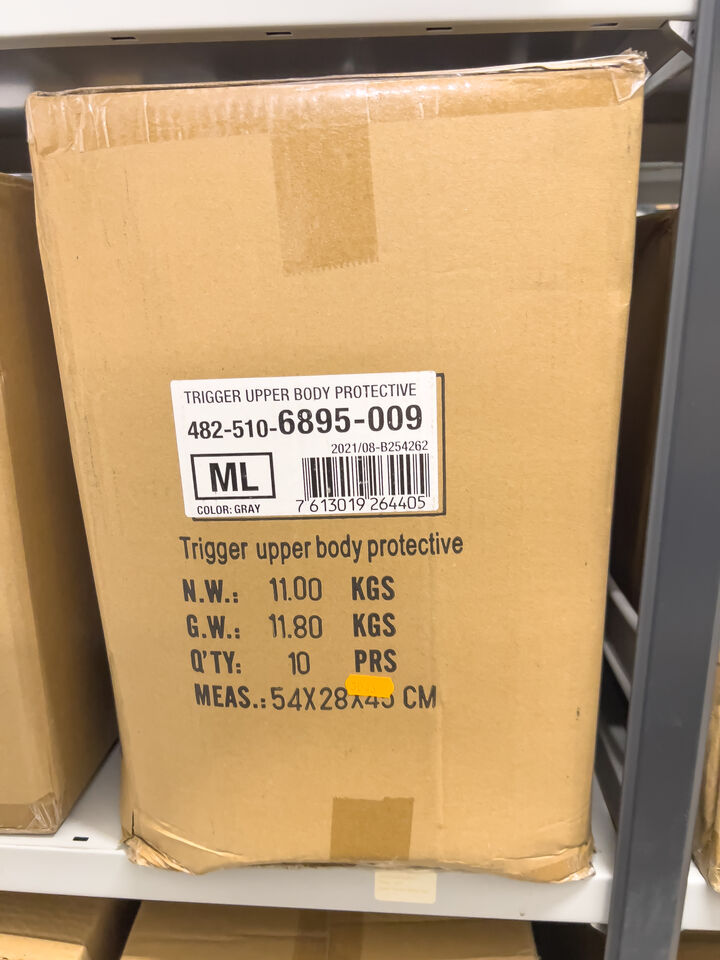 TRIGGER UPPER BODY PROTECTIVE
482-510-6895-009
2021/08-B254262
ML
COLOR: GRAY
7 613019 264405
Trigger upper body protective
N.W.: 11.00 KGS
G.W.: 11.80 KGS
Q'TY: 10 PRS
MEAS.: 54X28X45 CM